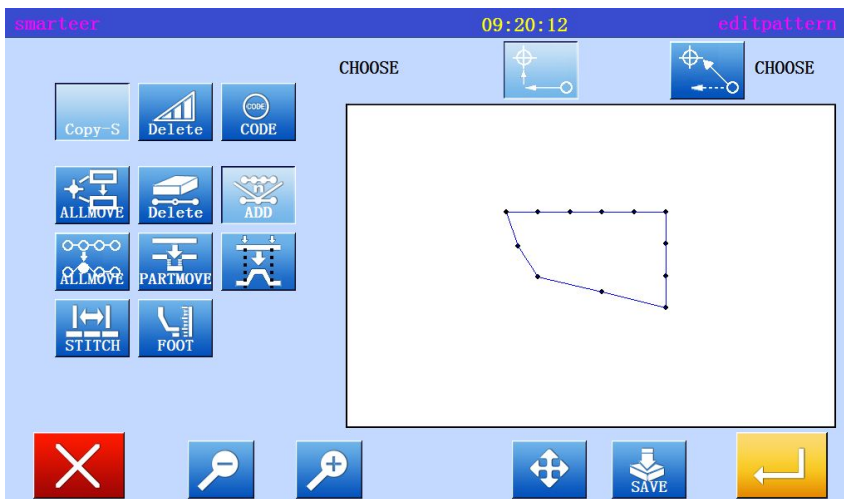 smarteer 09:20:12 editpattern
CHOOSE CHOOSE
Copy-S Delete CODE CODE
ALLMOVE Delete ADD
ALLMOVE PARTMOVE
STITCH FOOT
SAVE